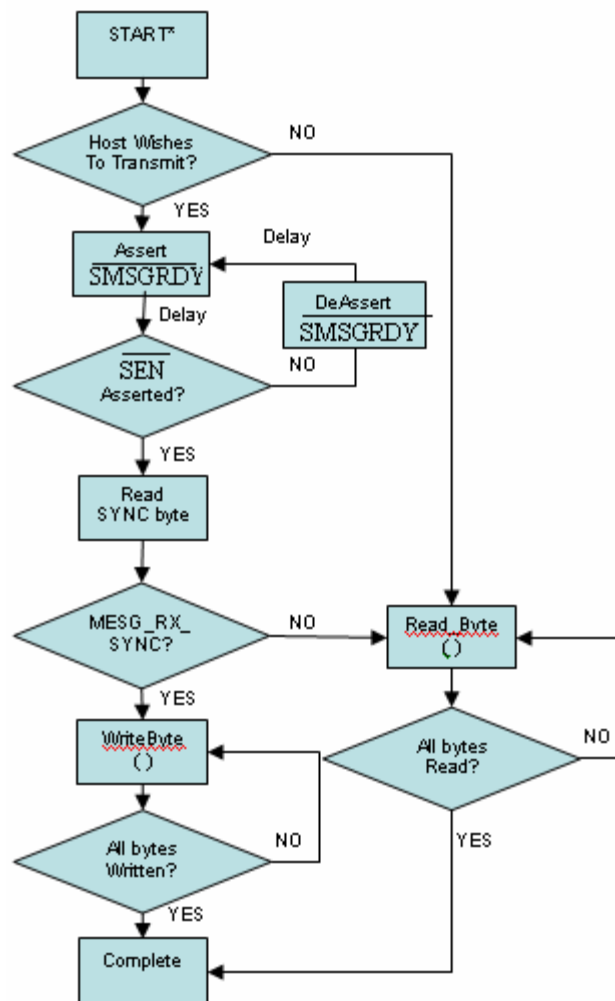 START*
Host Wishes
To Transmit?
NO
YES
Assert
SMSGRDY
Delay
DeAssert
SMSGRDY
Delay
SEN
Asserted?
NO
YES
Read
SYNC byte
MESG_RX_
SYNC?
NO
Read_Byte
()
YES
WriteByte
()
All bytes
Read?
NO
YES
All bytes
Written?
NO
YES
Complete